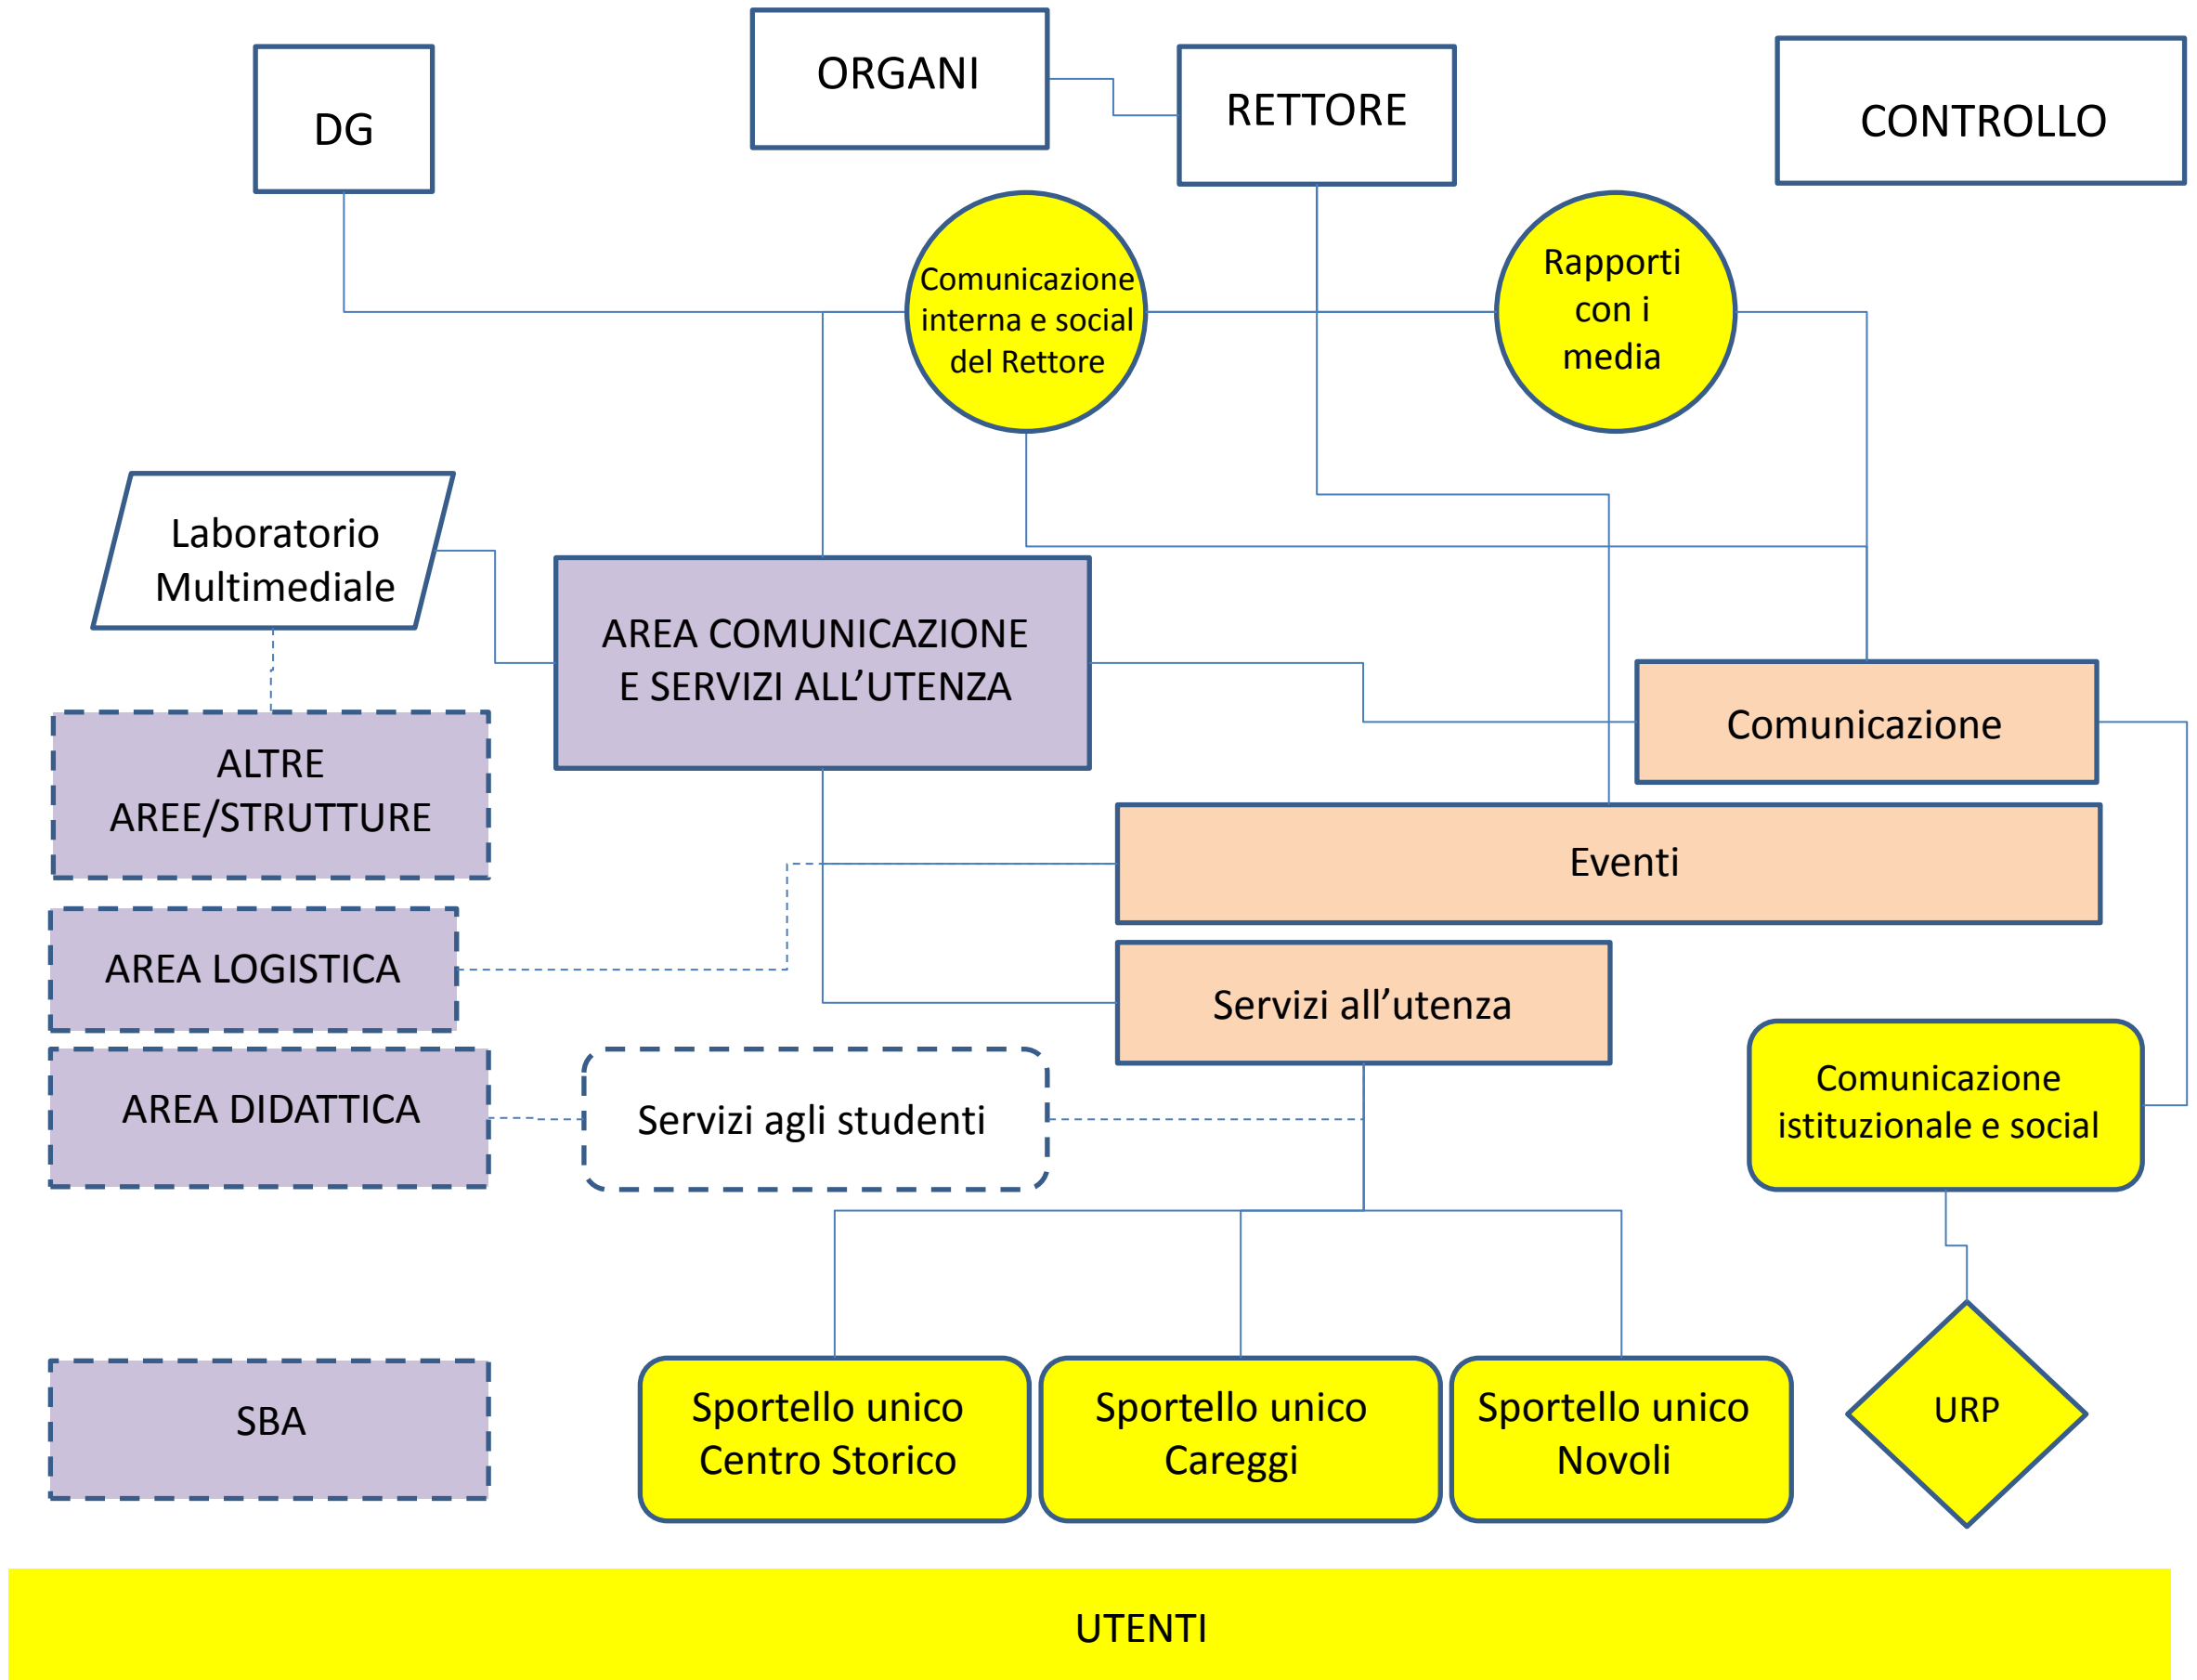 DG
ORGANI
RETTORE
CONTROLLO
Comunicazione
interna e social
del Rettore
Rapporti
con i
media
Laboratorio
Multimediale
AREA COMUNICAZIONE
E SERVIZI ALL’UTENZA
Comunicazione
ALTRE
AREE/STRUTTURE
Eventi
AREA LOGISTICA
Servizi all’utenza
AREA DIDATTICA
Servizi agli studenti
Comunicazione
istituzionale e social
SBA
Sportello unico
Centro Storico
Sportello unico
Careggi
Sportello unico
Novoli
URP
UTENTI